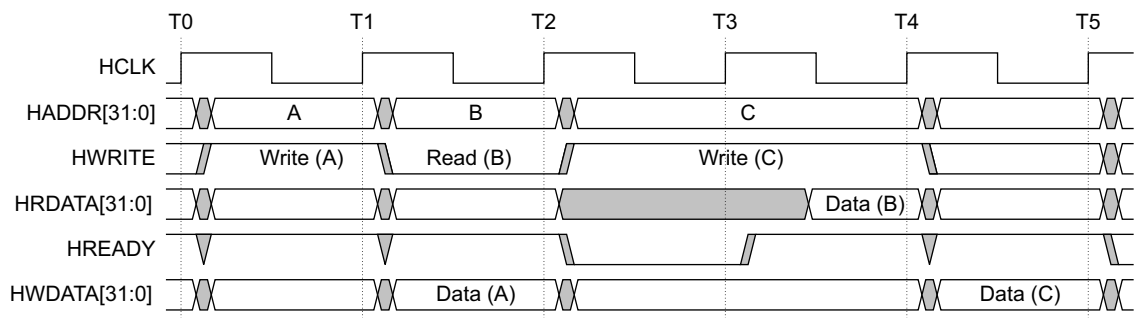 T0 T1 T2 T3 T4 T5
HCLK
HADDR[31:0] A B C
HWRITE Write (A) Read (B) Write (C)
HRDATA[31:0] Data (B)
HREADY
HWDATA[31:0] Data (A) Data (C)